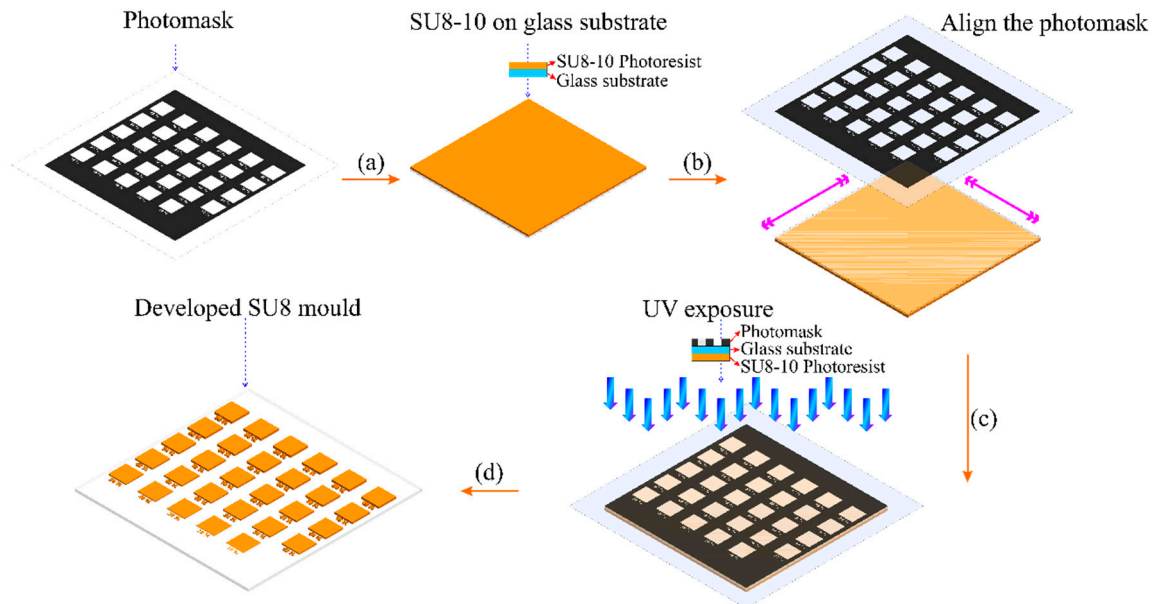 Photomask
SU8-10 on glass substrate
Align the photomask
SU8-10 Photoresist
Glass substrate
(a)
(b)
Developed SU8 mould
UV exposure
Photomask
Glass substrate
SU8-10 Photoresist
(c)
(d)